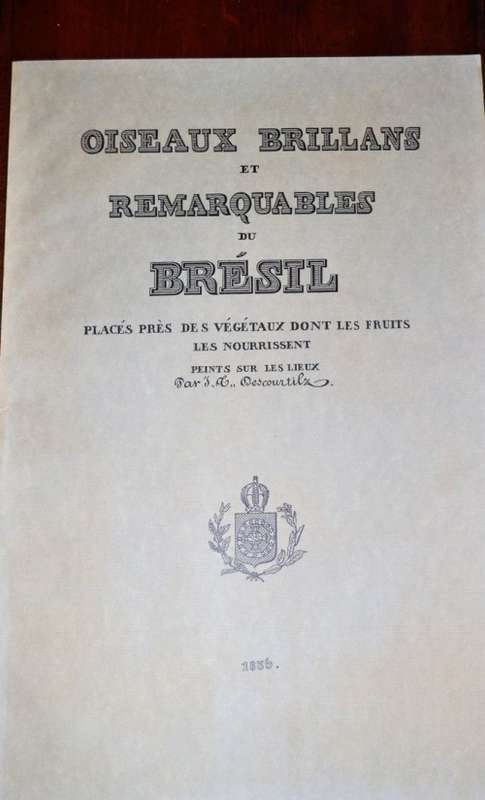 OISEAUX BRILLANS
ET
REMARQUABLES
DU
BRÉSIL
PLACÉS PRÈS DES VÉGÉTAUX DONT LES FRUITS
LES NOURRISSENT
PEINTS SUR LES LIEUX
Par J. T., Descourtilz.